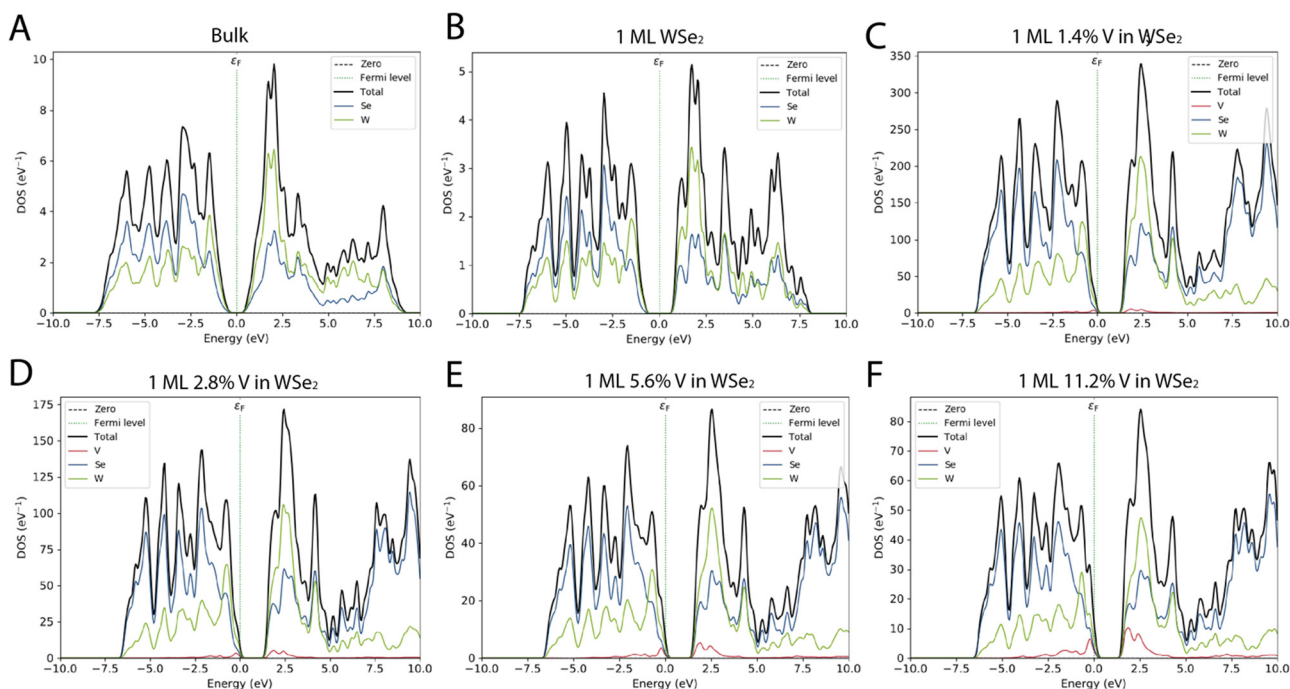 A
Bulk
εF
10
8
6
4
2
0
DOS (eV⁻¹)
Zero
Fermi level
Total
Se
W
−10.0 −7.5 −5.0 −2.5 0.0 2.5 5.0 7.5 10.0
Energy (eV)
B
1 ML WSe₂
εF
5
4
3
2
1
0
DOS (eV⁻¹)
Zero
Fermi level
Total
Se
W
−10.0 −7.5 −5.0 −2.5 0.0 2.5 5.0 7.5 10.0
Energy (eV)
C
1 ML 1.4% V in WSe₂
εF
350
300
250
200
150
100
50
0
DOS (eV⁻¹)
Zero
Fermi level
Total
V
Se
W
−10.0 −7.5 −5.0 −2.5 0.0 2.5 5.0 7.5 10.0
Energy (eV)
D
1 ML 2.8% V in WSe₂
εF
175
150
125
100
75
50
25
0
DOS (eV⁻¹)
Zero
Fermi level
Total
V
Se
W
−10.0 −7.5 −5.0 −2.5 0.0 2.5 5.0 7.5 10.0
Energy (eV)
E
1 ML 5.6% V in WSe₂
εF
80
60
40
20
0
DOS (eV⁻¹)
Zero
Fermi level
Total
V
Se
W
−10.0 −7.5 −5.0 −2.5 0.0 2.5 5.0 7.5 10.0
Energy (eV)
F
1 ML 11.2% V in WSe₂
εF
80
70
60
50
40
30
20
10
0
DOS (eV⁻¹)
Zero
Fermi level
Total
V
Se
W
−10.0 −7.5 −5.0 −2.5 0.0 2.5 5.0 7.5 10.0
Energy (eV)